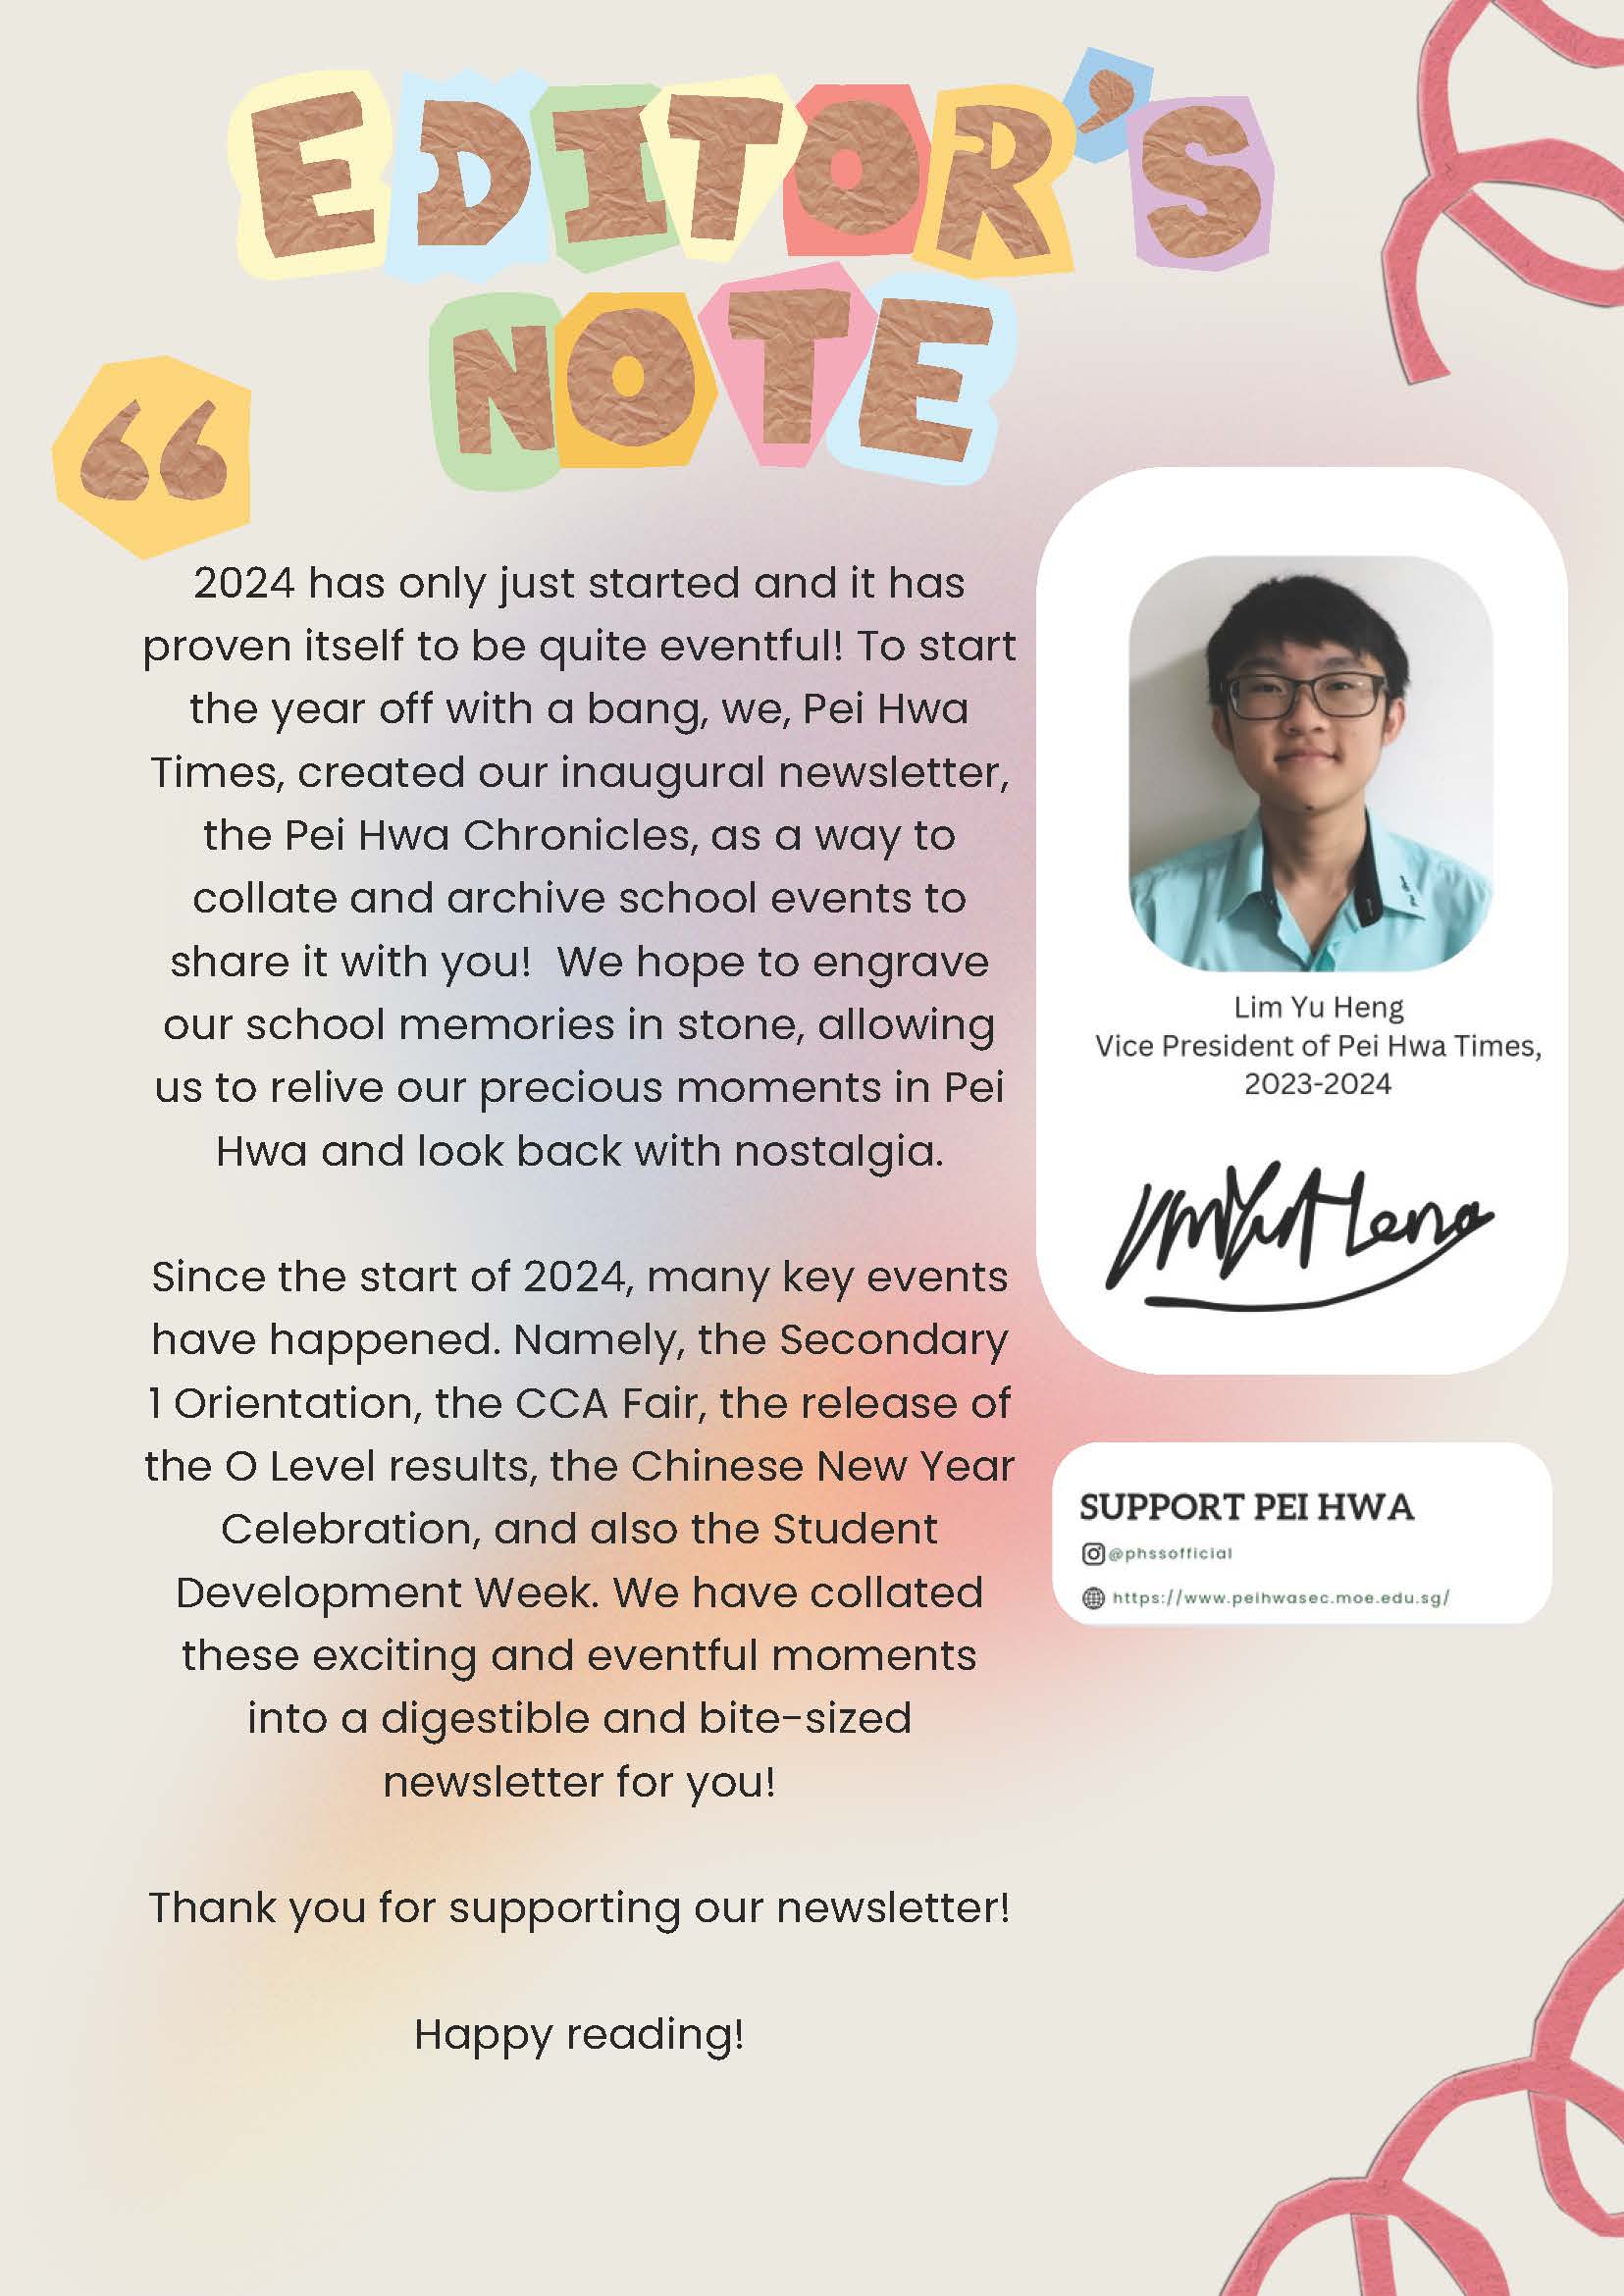 EDITOR'S
NOTE
“
2024 has only just started and it has
proven itself to be quite eventful! To start
the year off with a bang, we, Pei Hwa
Times, created our inaugural newsletter,
the Pei Hwa Chronicles, as a way to
collate and archive school events to
share it with you!  We hope to engrave
our school memories in stone, allowing
us to relive our precious moments in Pei
Hwa and look back with nostalgia.
Since the start of 2024, many key events
have happened. Namely, the Secondary
1 Orientation, the CCA Fair, the release of
the O Level results, the Chinese New Year
Celebration, and also the Student
Development Week. We have collated
these exciting and eventful moments
into a digestible and bite-sized
newsletter for you!
Thank you for supporting our newsletter!
Happy reading!
Lim Yu Heng
Vice President of Pei Hwa Times,
2023-2024
Lim Yu Heng
SUPPORT PEI HWA
@phssofficial
https://www.peihwasec.moe.edu.sg/